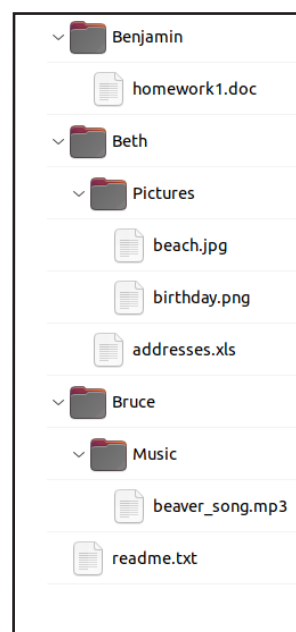 Benjamin
homework1.doc
Beth
Pictures
beach.jpg
birthday.png
addresses.xls
Bruce
Music
beaver_song.mp3
readme.txt